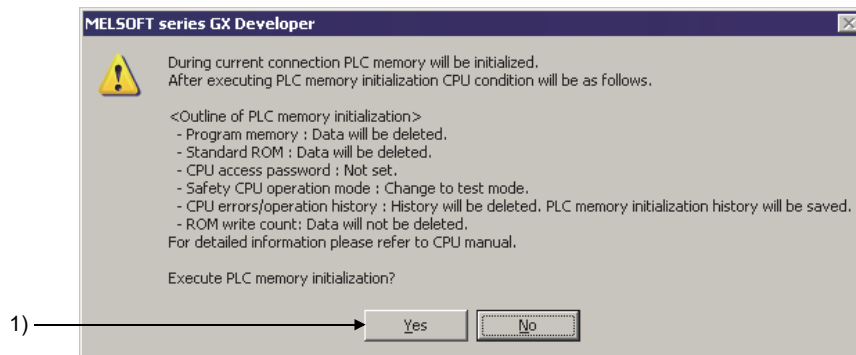 MELSOFT series GX Developer
During current connection PLC memory will be initialized.
After executing PLC memory initialization CPU condition will be as follows.
<Outline of PLC memory initialization>
- Program memory : Data will be deleted.
- Standard ROM : Data will be deleted.
- CPU access password : Not set.
- Safety CPU operation mode : Change to test mode.
- CPU errors/operation history : History will be deleted. PLC memory initialization history will be saved.
- ROM write count: Data will not be deleted.
For detailed information please refer to CPU manual.
Execute PLC memory initialization?
1)
Yes
No